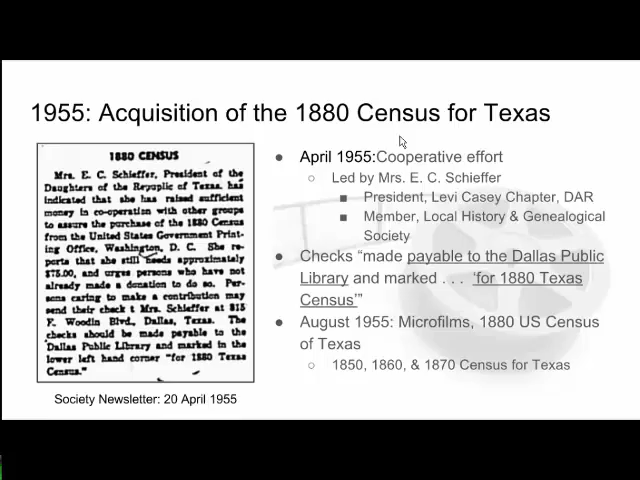 1955: Acquisition of the 1880 Census for Texas
1880 CENSUS
Mrs. E. C. Schieffer, President of the
Daughters of the Republic of Texas, has
indicated that she has raised sufficient
money in co-operation with other groups
to assure the purchase of the 1880 Census
from the United States Government Print-
ing Office, Washington, D. C. She re-
ports that she still needs approximately
$75.00, and urges persons who have not
already made a donation to do so. Per-
sons caring to make a contribution may
send their check t Mrs. Schieffer at 815
F. Woodin Blvd., Dallas, Texas. The
checks should be made payable to the
Dallas Public Library and marked in the
lower left hand corner "for 1880 Texas
Census."
Society Newsletter: 20 April 1955
● April 1955:Cooperative effort
○ Led by Mrs. E. C. Schieffer
■ President, Levi Casey Chapter, DAR
■ Member, Local History & Genealogical
Society
● Checks “made payable to the Dallas Public
Library and marked . . . ‘for 1880 Texas
Census’”
● August 1955: Microfilms, 1880 US Census
of Texas
○ 1850, 1860, & 1870 Census for Texas